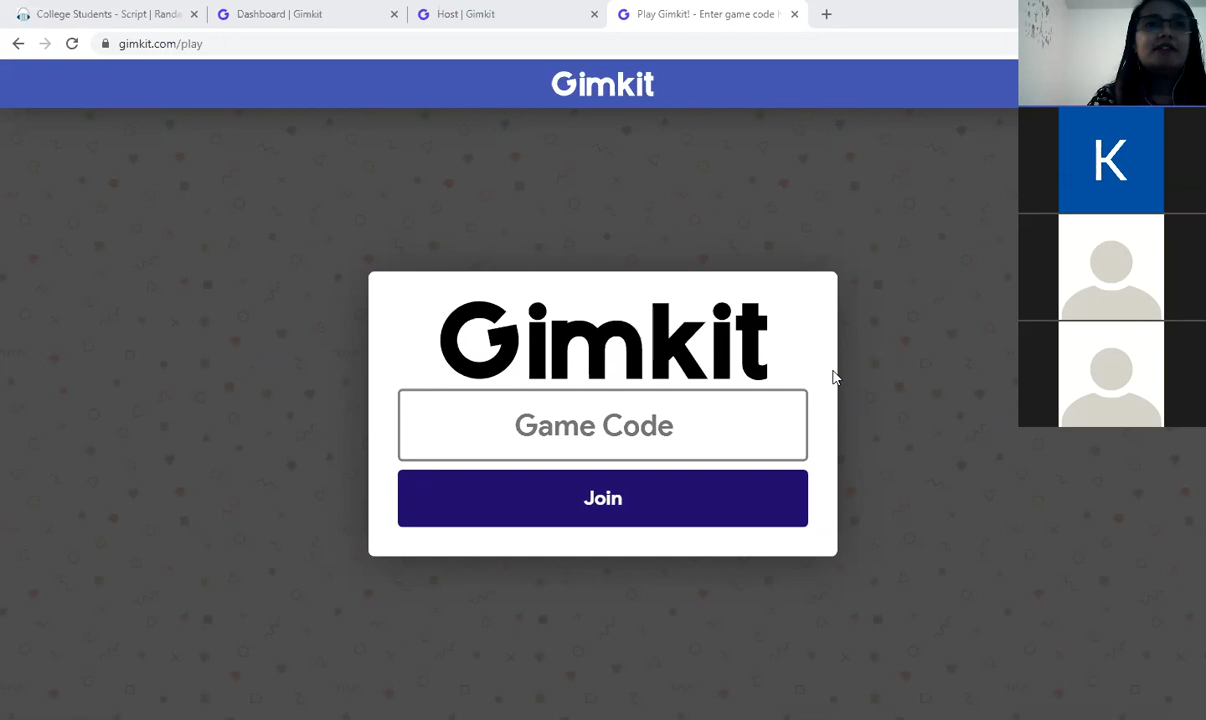 College Students - Script | Randa
Dashboard | Gimkit
Host | Gimkit
Play Gimkit! - Enter game code
gimkit.com/play
Gimkit
Gimkit
Game Code
Join
K